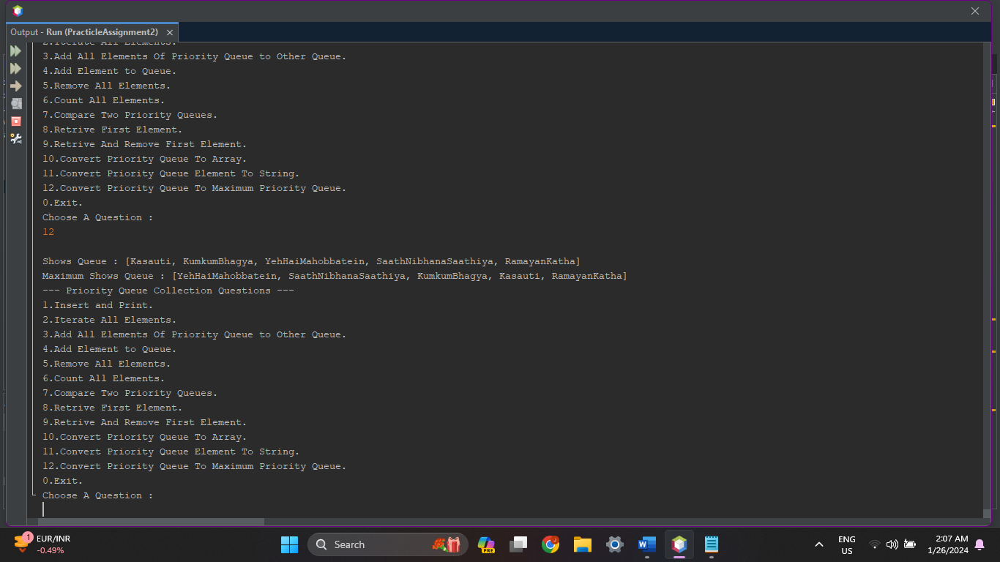 Output - Run (PracticleAssignment2)
2.Iterate All Elements.
3.Add All Elements Of Priority Queue to Other Queue.
4.Add Element to Queue.
5.Remove All Elements.
6.Count All Elements.
7.Compare Two Priority Queues.
8.Retrive First Element.
9.Retrive And Remove First Element.
10.Convert Priority Queue To Array.
11.Convert Priority Queue Element To String.
12.Convert Priority Queue To Maximum Priority Queue.
0.Exit.
Choose A Question :
12
Shows Queue : [Kasauti, KumkumBhagya, YehHaiMahobbatein, SaathNibhanaSaathiya, RamayanKatha]
Maximum Shows Queue : [YehHaiMahobbatein, SaathNibhanaSaathiya, KumkumBhagya, Kasauti, RamayanKatha]
--- Priority Queue Collection Questions ---
1.Insert and Print.
2.Iterate All Elements.
3.Add All Elements Of Priority Queue to Other Queue.
4.Add Element to Queue.
5.Remove All Elements.
6.Count All Elements.
7.Compare Two Priority Queues.
8.Retrive First Element.
9.Retrive And Remove First Element.
10.Convert Priority Queue To Array.
11.Convert Priority Queue Element To String.
12.Convert Priority Queue To Maximum Priority Queue.
0.Exit.
Choose A Question :
1
EUR/INR
-0.49%
Search
PRE
W
ENG
US
2:07 AM
1/26/2024